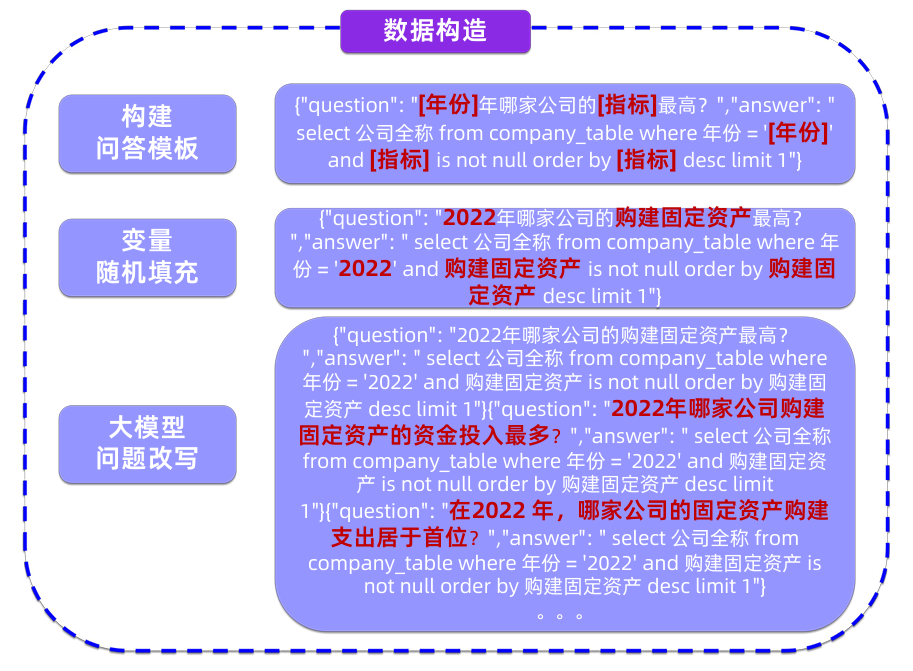 数据构造
构建
问答模板
{"question": "[年份]年哪家公司的[指标]最高？","answer": "
select 公司全称 from company_table where 年份 = '[年份]'
and [指标] is not null order by [指标] desc limit 1"}
变量
随机填充
{"question": "2022年哪家公司的购建固定资产最高？
","answer": " select 公司全称 from company_table where 年
份 = '2022' and 购建固定资产 is not null order by 购建固
定资产 desc limit 1"}
大模型
问题改写
{"question": "2022年哪家公司的购建固定资产最高？
","answer": " select 公司全称 from company_table where
年份 = '2022' and 购建固定资产 is not null order by 购建固
定资产 desc limit 1"}{"question": "2022年哪家公司购建
固定资产的资金投入最多？","answer": " select 公司全称
from company_table where 年份 = '2022' and 购建固定资
产 is not null order by 购建固定资产 desc limit
1"}{"question": "在2022 年，哪家公司的固定资产购建
支出居于首位？","answer": " select 公司全称 from
company_table where 年份 = '2022' and 购建固定资产 is
not null order by 购建固定资产 desc limit 1"}
。。。